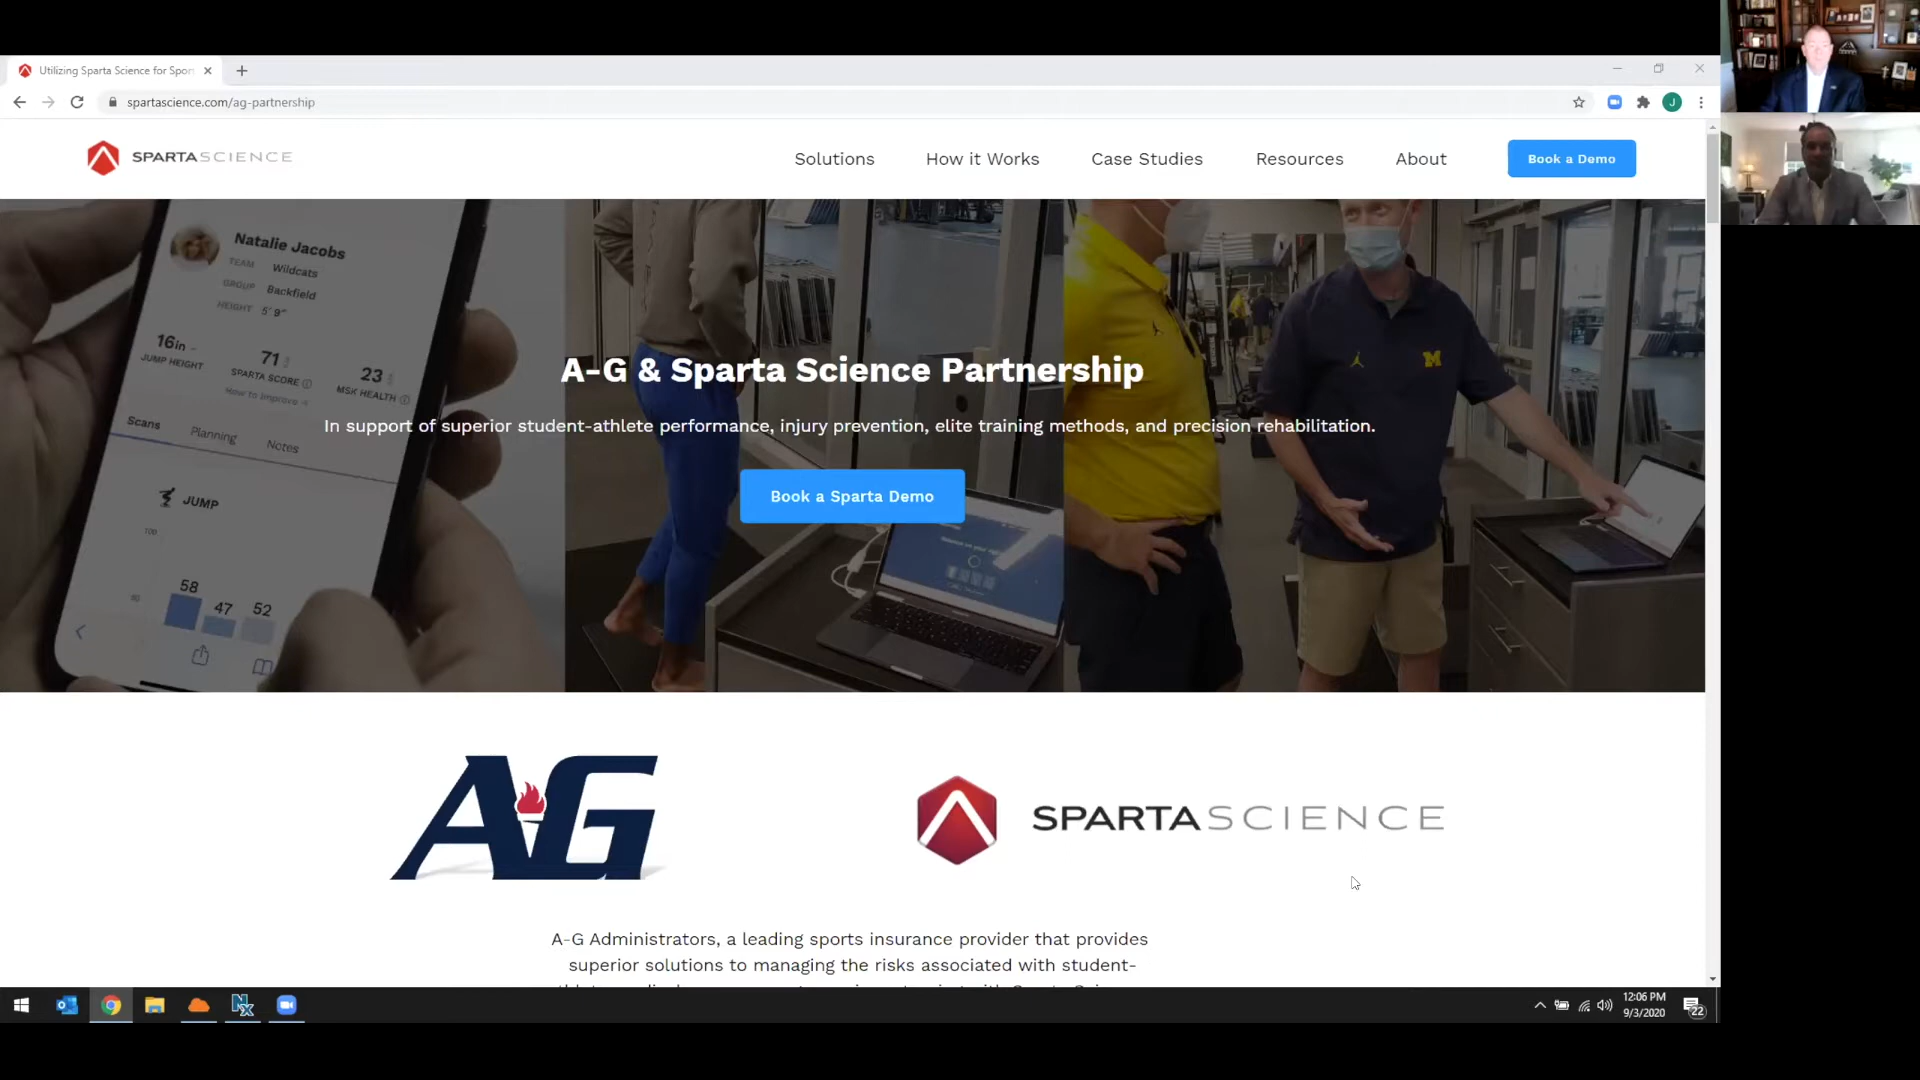 Utilizing Sparta Science for Spor
spartascience.com/ag-partnership
J
SPARTASCIENCE
Solutions
How it Works
Case Studies
Resources
About
Book a Demo
Natalie Jacobs
TEAM Wildcats
GROUP Backfield
HEIGHT 5' 9"
16in
JUMP HEIGHT
71
SPARTA SCORE
23
MSK HEALTH
How to Improve
Scans
Planning
Notes
JUMP
100
58
47
52
M
A-G & Sparta Science Partnership
In support of superior student-athlete performance, injury prevention, elite training methods, and precision rehabilitation.
Book a Sparta Demo
AG
SPARTASCIENCE
A-G Administrators, a leading sports insurance provider that provides
superior solutions to managing the risks associated with student-
12:06 PM
9/3/2020
22